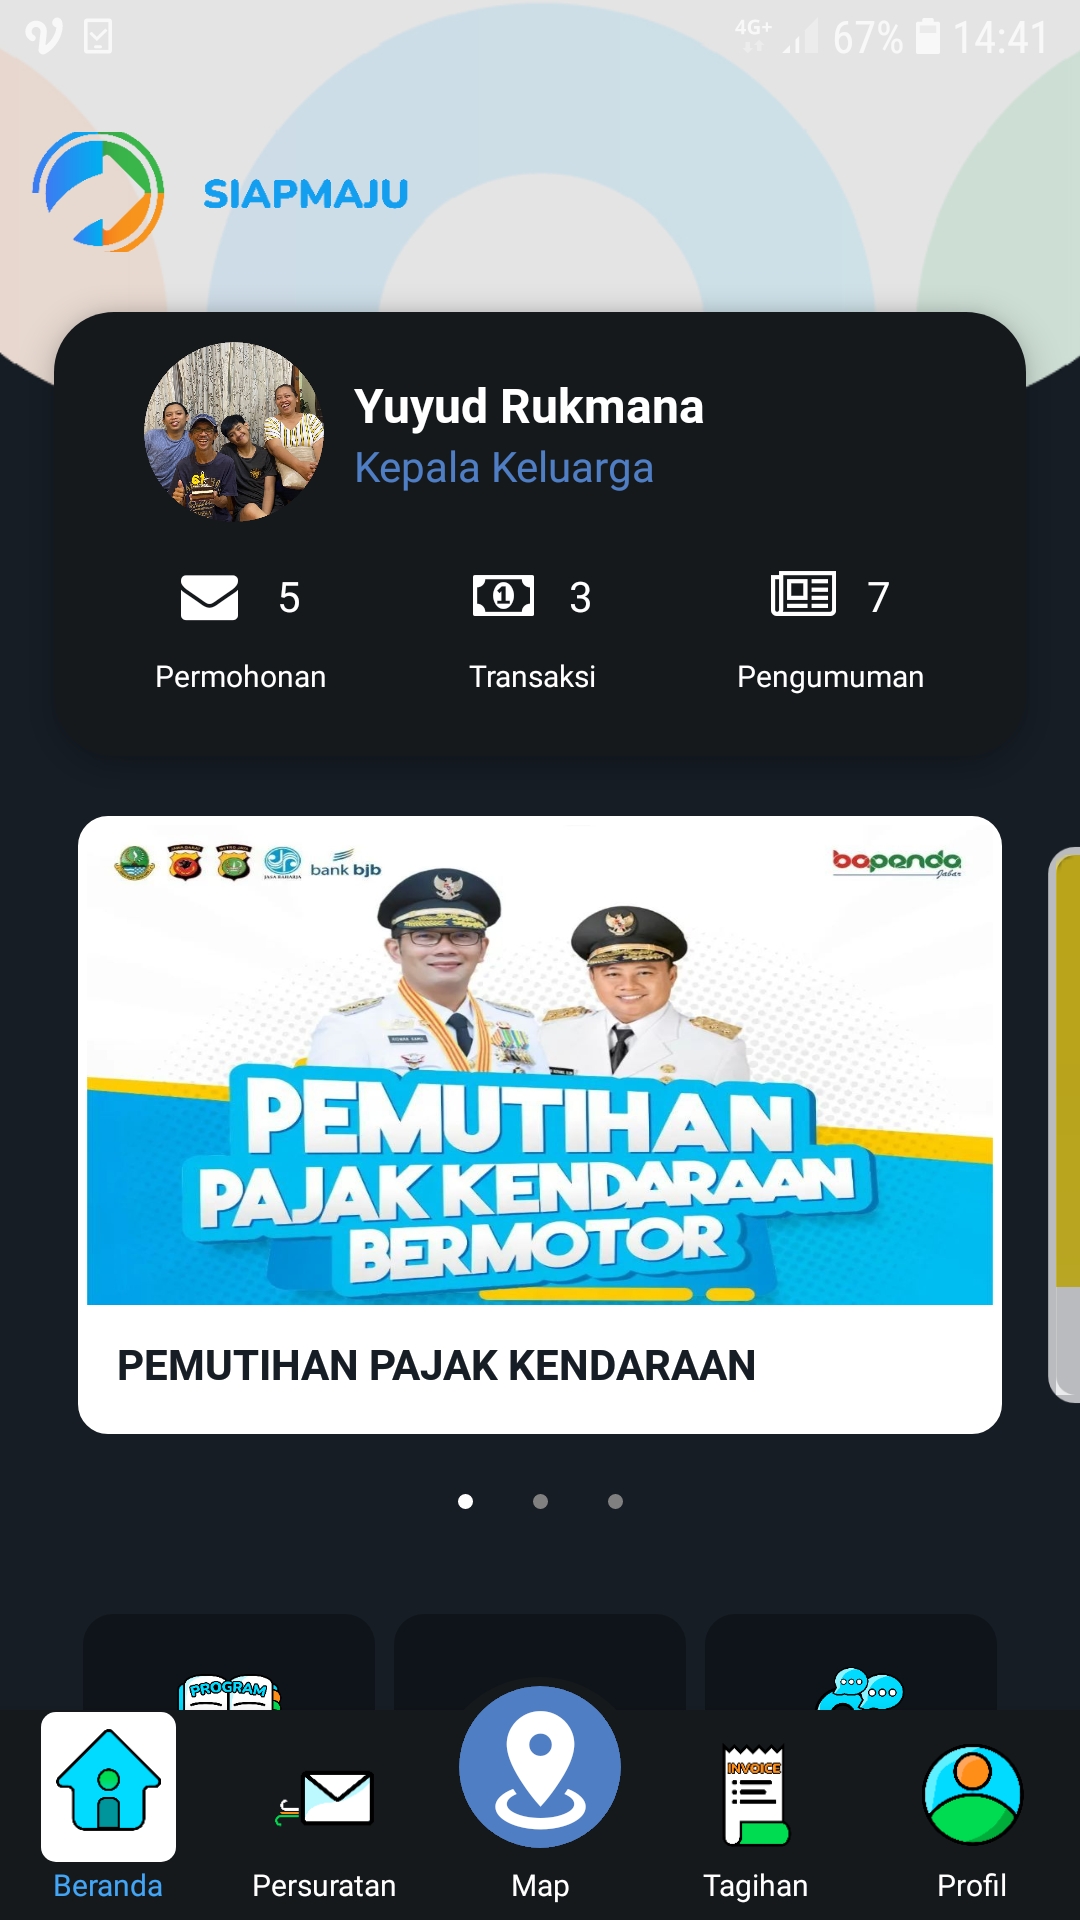 4G+ 67% 14:41
SIAPMAJU
Yuyud Rukmana
Kepala Keluarga
5 3 7
Permohonan Transaksi Pengumuman
bank bjb bapenda
Jabar
PEMUTIHAN
PAJAK KENDARAAN
BERMOTOR
PEMUTIHAN PAJAK KENDARAAN
PROGRAM
INVOICE
Beranda Persuratan Map Tagihan Profil